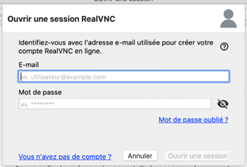 Ouvrir une session RealVNC
Identifiez-vous avec l'adresse e-mail utilisée pour créer votre
compte RealVNC en ligne.
E-mail
ex. utilisateur@example.com
Mot de passe
ex. ********
Mot de passe oublié ?
Vous n'avez pas de compte ?
Annuler
Ouvrir une session